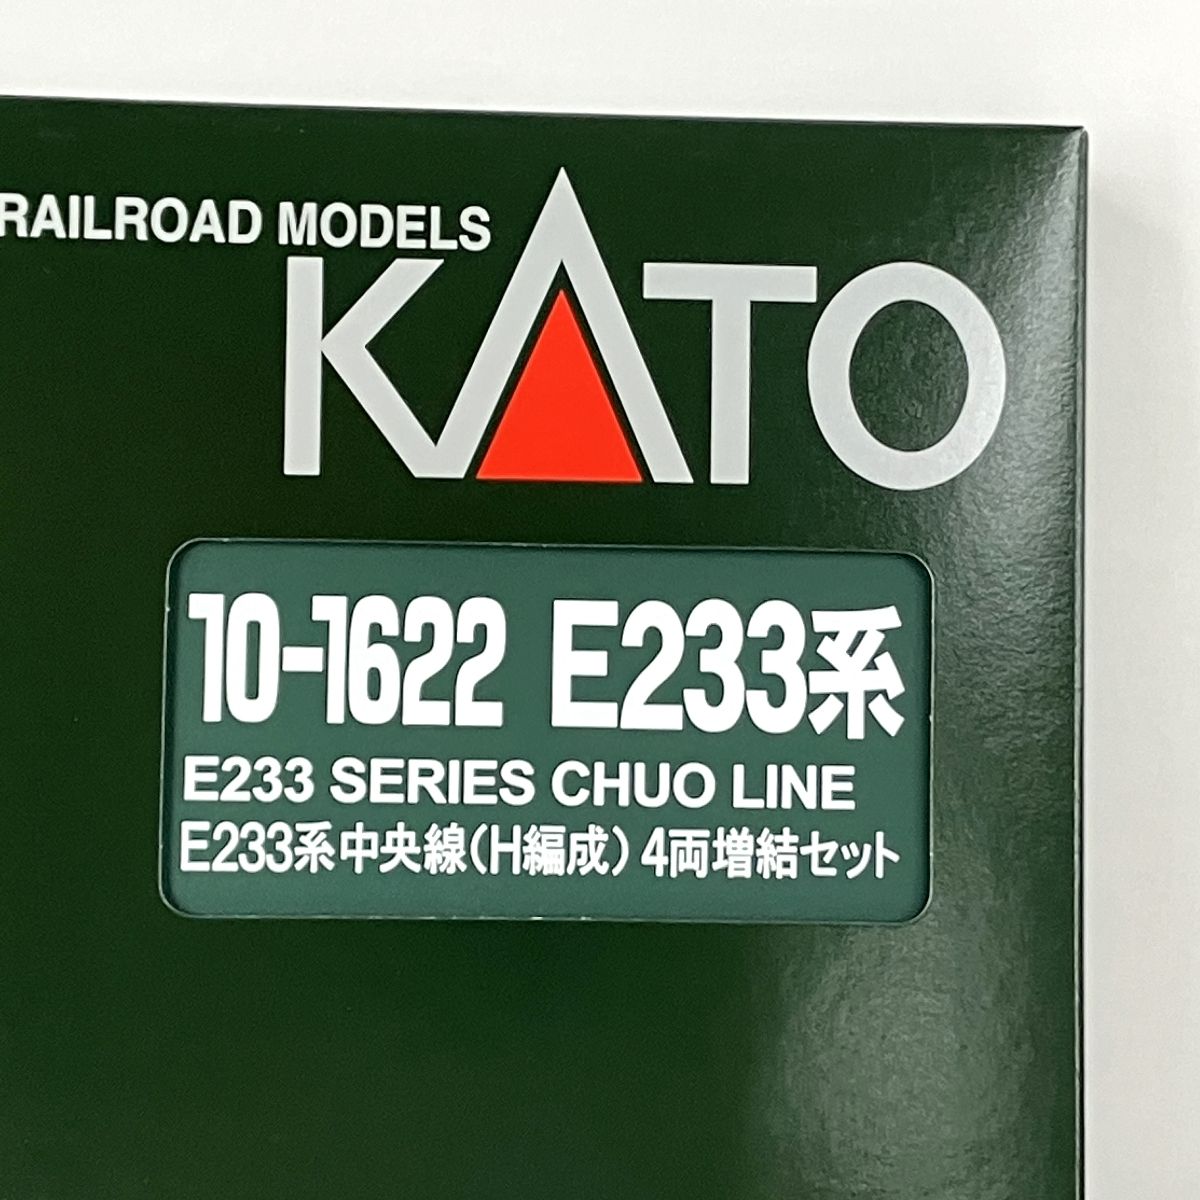 RAILROAD MODELS
KATO
10-1622 E233系
E233 SERIES CHUO LINE
E233系中央線(H編成)4両増結セット